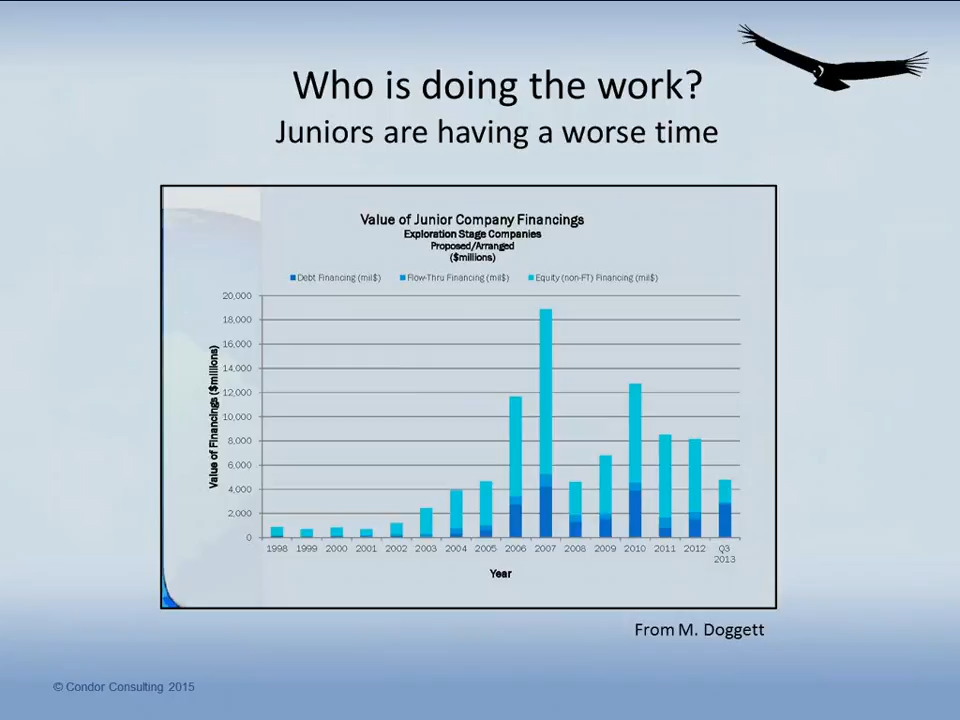 Who is doing the work?
Juniors are having a worse time
Value of Junior Company Financings
Exploration Stage Companies
Proposed/Arranged
($millions)
Debt Financing (mil$) Flow-Thru Financing (mil$) Equity (non-FT) Financing (mil$)
Value of Financings ($millions)
20,000
18,000
16,000
14,000
12,000
10,000
8,000
6,000
4,000
2,000
0
1998 1999 2000 2001 2002 2003 2004 2005 2006 2007 2008 2009 2010 2011 2012 Q3
2013
Year
From M. Doggett
© Condor Consulting 2015